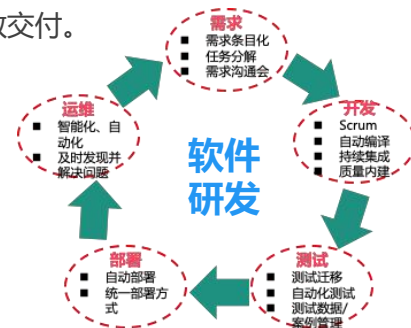 交付。
需求
需求条目化
任务分解
需求沟通会
开发
Scrum
自动编译
持续集成
质量内建
测试
测试迁移
自动化测试
测试数据/
案例管理
部署
自动部署
统一部署方
式
运维
智能化、自
动化
及时发现并
解决问题
软件
研发